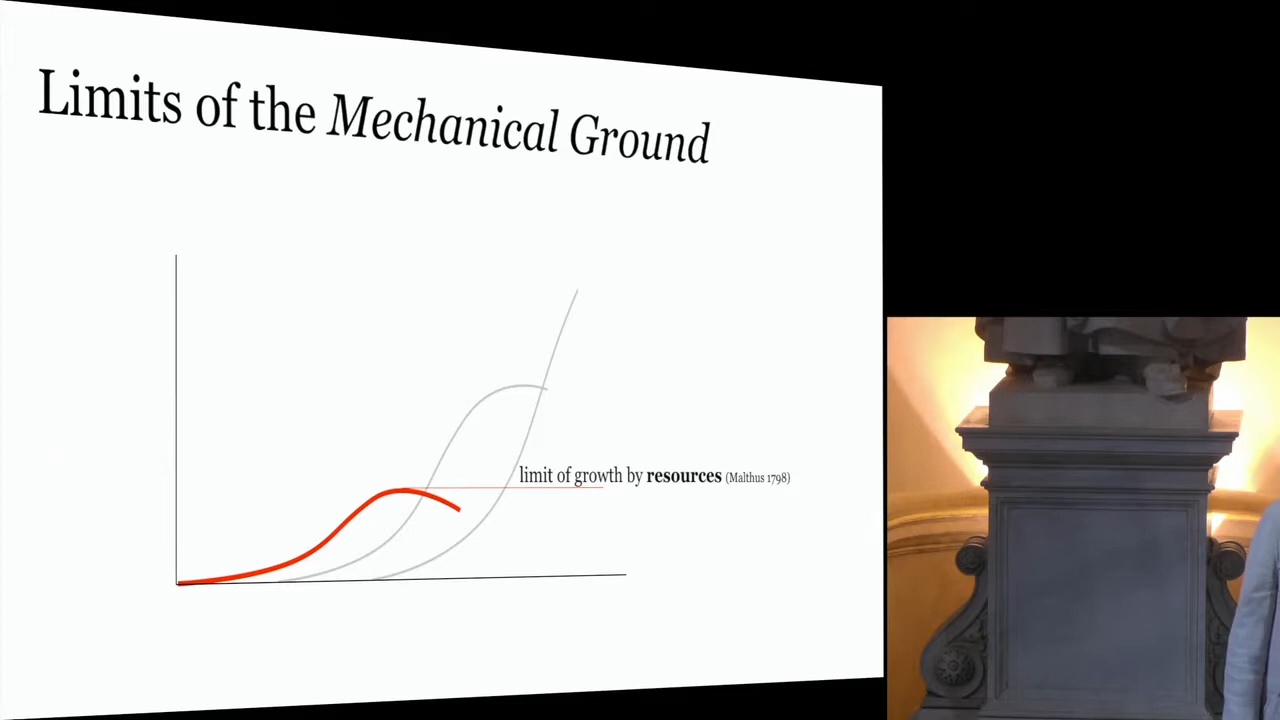 Limits of the Mechanical Ground
limit of growth by resources (Malthus 1798)